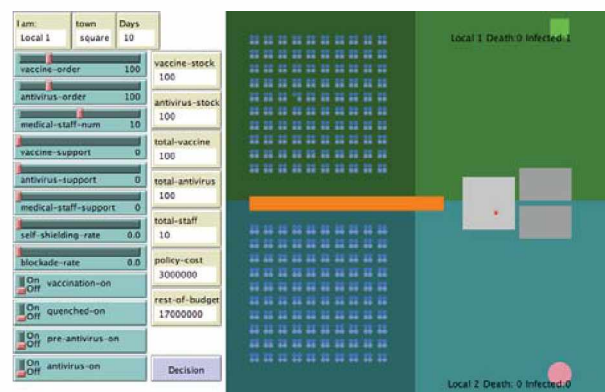 I am: town Days
Local 1 square 10
vaccine-order 100
antivirus-order 100
medical-staff-num 10
vaccine-support 0
antivirus-support 0
medical-staff-support 0
self-shielding-rate 0.0
blockade-rate 0.0
On Off vaccination-on
On Off quenched-on
On Off pre-antivirus-on
On Off antivirus-on
vaccine-stock
100
antivirus-stock
100
total-vaccine
100
total-antivirus
100
total-staff
10
policy-cost
3000000
rest-of-budget
17000000
Decision
Local 1 Death:0 Infected:1
Local 2 Death: 0 Infected:0